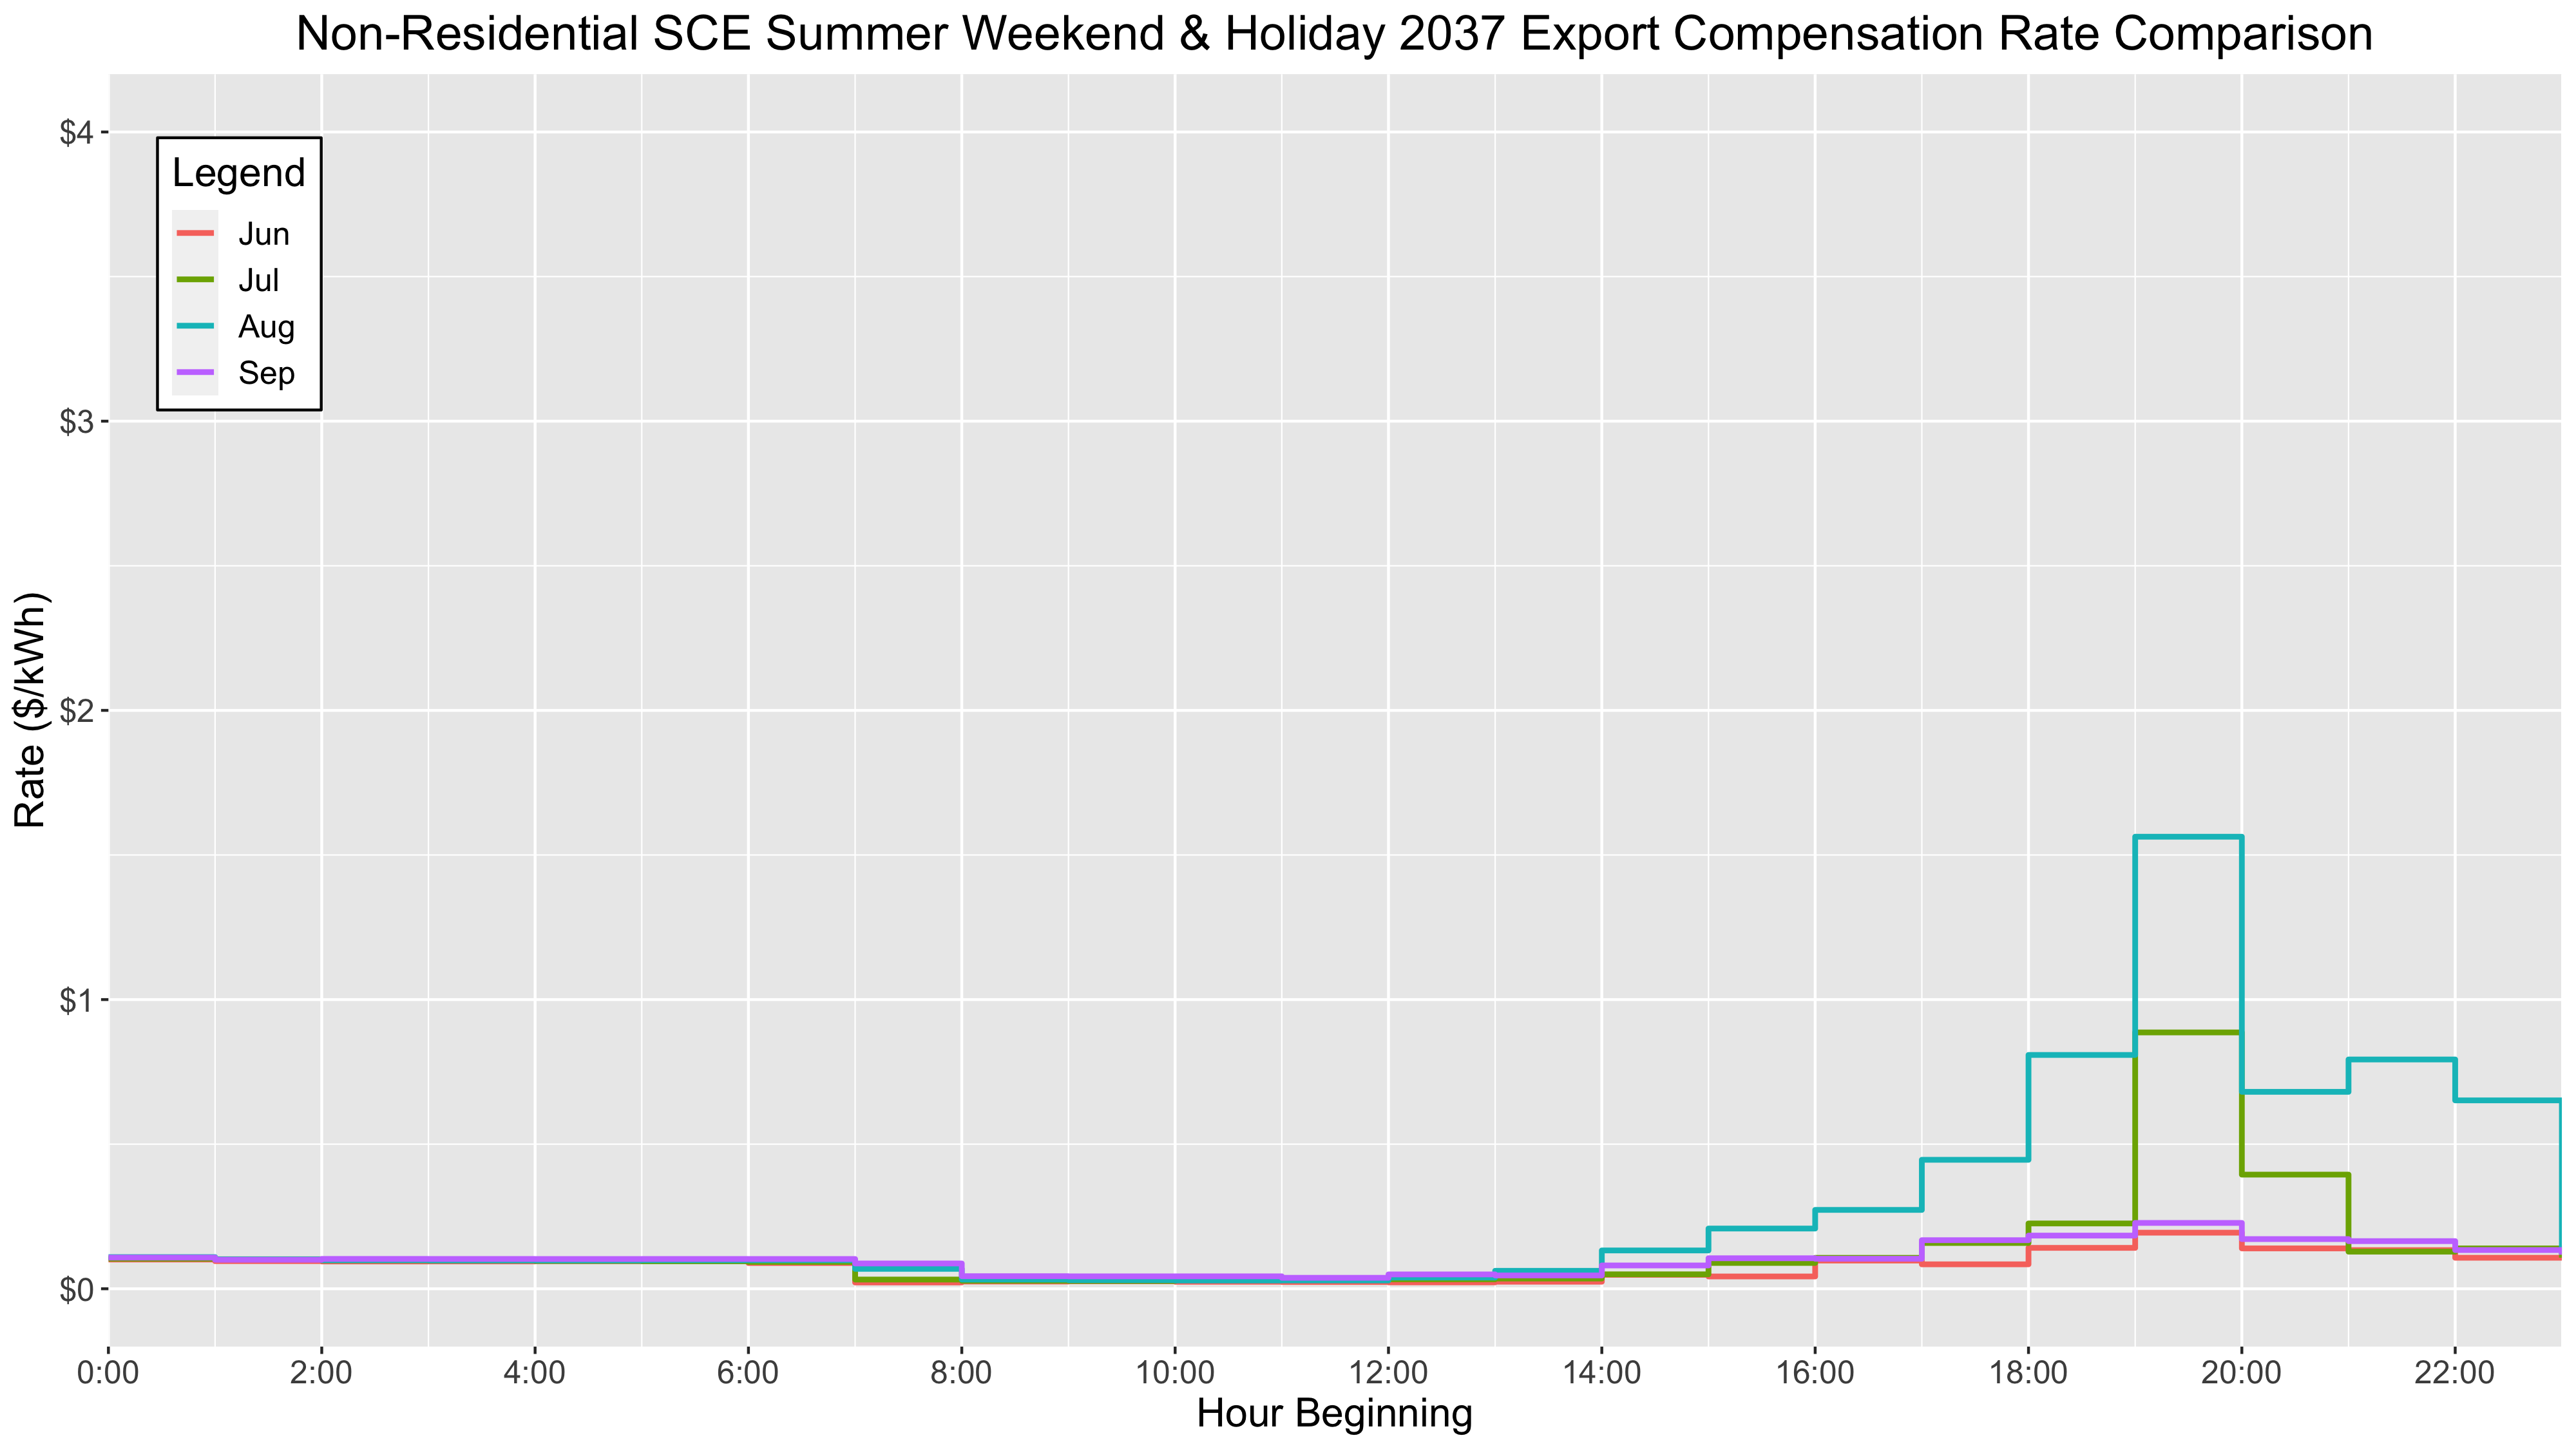 Non-Residential SCE Summer Weekend & Holiday 2037 Export Compensation Rate Comparison
$4
$3
$2
$1
$0
Rate ($/kWh)
Legend
Jun
Jul
Aug
Sep
0:00 2:00 4:00 6:00 8:00 10:00 12:00 14:00 16:00 18:00 20:00 22:00
Hour Beginning